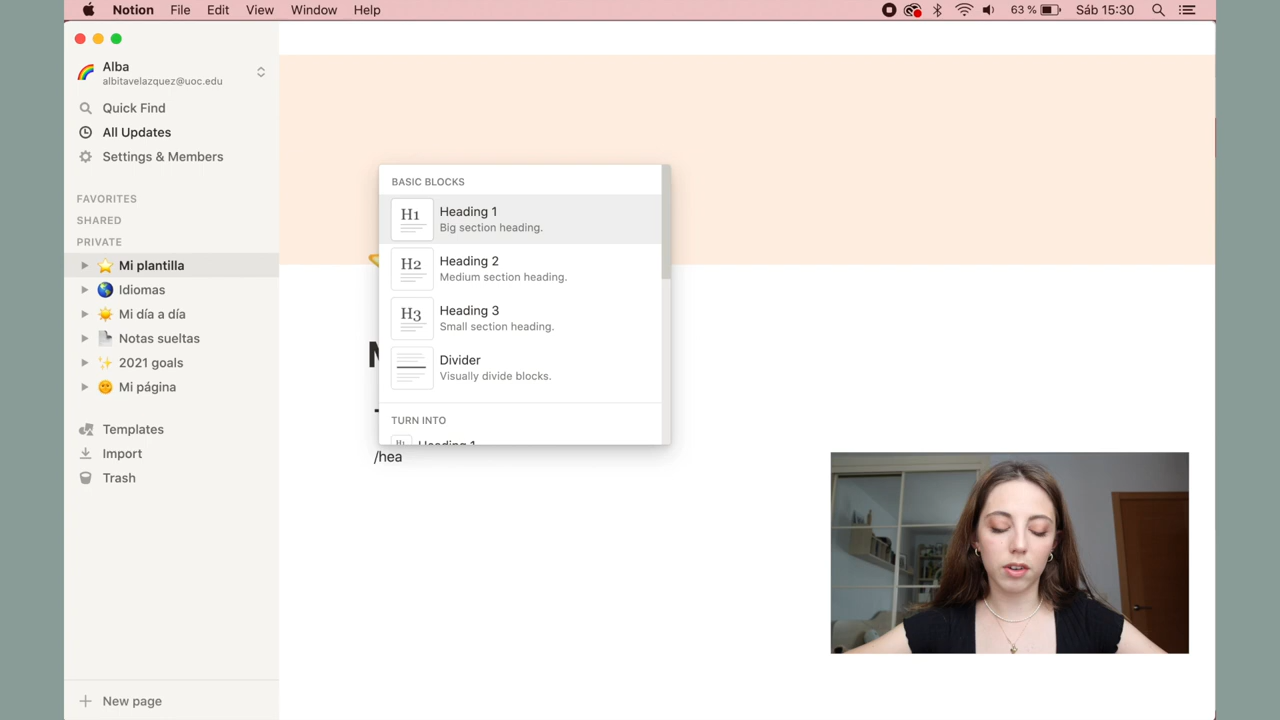 Notion File Edit View Window Help 63 % Sáb 15:30
Alba
albitavelazquez@uoc.edu
Quick Find
All Updates
Settings & Members
FAVORITES
SHARED
PRIVATE
Mi plantilla
Idiomas
Mi día a día
Notas sueltas
2021 goals
Mi página
Templates
Import
Trash
New page
BASIC BLOCKS
H1 Heading 1
Big section heading.
H2 Heading 2
Medium section heading.
H3 Heading 3
Small section heading.
Divider
Visually divide blocks.
TURN INTO
H1 Heading 1
/hea